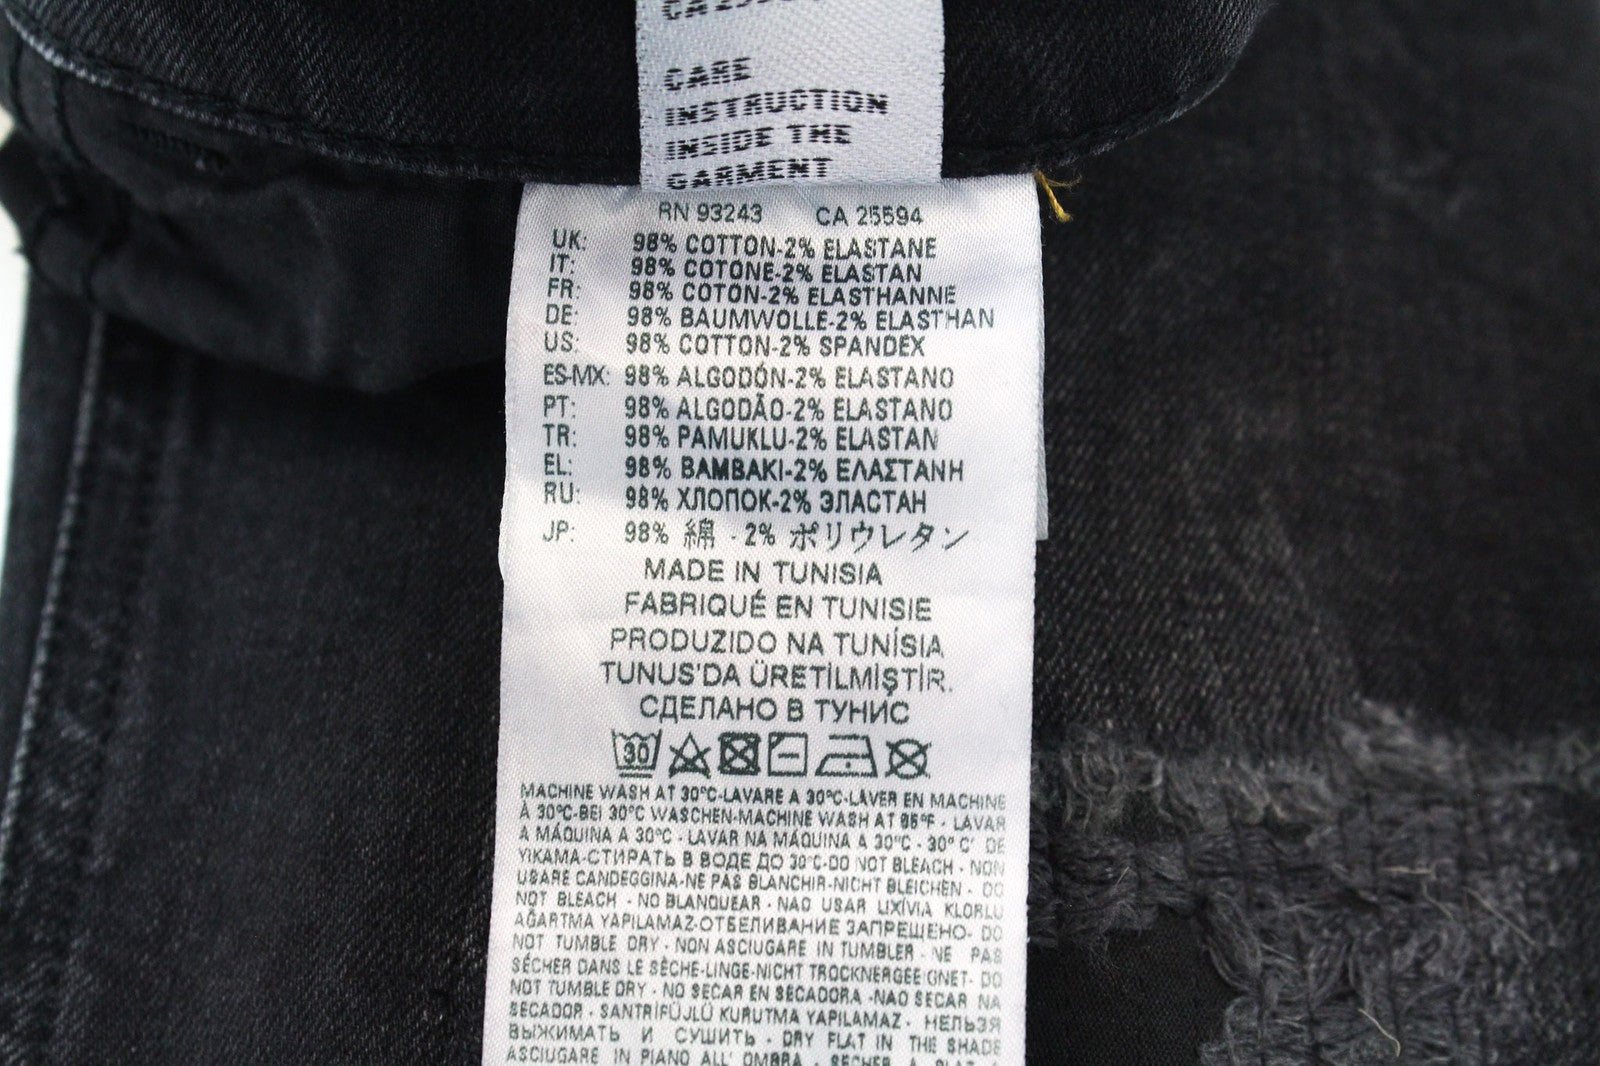 CARE
INSTRUCTION
INSIDE THE
GARMENT
RN 93243 CA 25594
UK: 98% COTTON-2% ELASTANE
IT: 98% COTONE-2% ELASTAN
FR: 98% COTON-2% ELASTHANNE
DE: 98% BAUMWOLLE-2% ELASTHAN
US: 98% COTTON-2% SPANDEX
ES-MX: 98% ALGODÓN-2% ELASTANO
PT: 98% ALGODÃO-2% ELASTANO
TR: 98% PAMUKLU-2% ELASTAN
EL: 98% ΒΑΜΒΑΚΙ-2% ΕΛΑΣΤΑΝΗ
RU: 98% ХЛОПОК-2% ЭЛАСТАН
JP: 98% 綿 - 2% ポリウレタン
MADE IN TUNISIA
FABRIQUÉ EN TUNISIE
PRODUZIDO NA TUNÍSIA
TUNUS'DA ÜRETİLMİŞTİR.
СДЕЛАНО В ТУНИС
30
MACHINE WASH AT 30°C-LAVARE A 30°C-LAVER EN MACHINE
À 30°C-BEI 30°C WASCHEN-MACHINE WASH AT 85°F - LAVAR
A MÁQUINA A 30°C - LAVAR NA MÁQUINA A 30°C - 30° C' DE
YIKAMA-СТИРАТЬ В ВОДЕ ДО 30°C-DO NOT BLEACH - NON
USARE CANDEGGINA-NE PAS BLANCHIR-NICHT BLEICHEN - DO
NOT BLEACH - NO BLANQUEAR - NAO USAR LIXÍVIA KLORLU
AĞARTMA YAPILAMAZ-ОТБЕЛИВАНИЕ ЗАПРЕЩЕНО- DO
NOT TUMBLE DRY - NON ASCIUGARE IN TUMBLER - NE PAS
SÉCHER DANS LE SÈCHE-LINGE-NICHT TROCKNERGEEIGNET- DO
NOT TUMBLE DRY - NO SECAR EN SECADORA -NAO SECAR NA
SECADOR - SANTRİFÜJLÜ KURUTMA YAPILAMAZ - НЕЛЬЗЯ
ВЫЖИМАТЬ И СУШИТЬ - DRY FLAT IN THE SHADE
ASCIUGARE IN PIANO ALL' OMBRA - SECHER A PLAT A